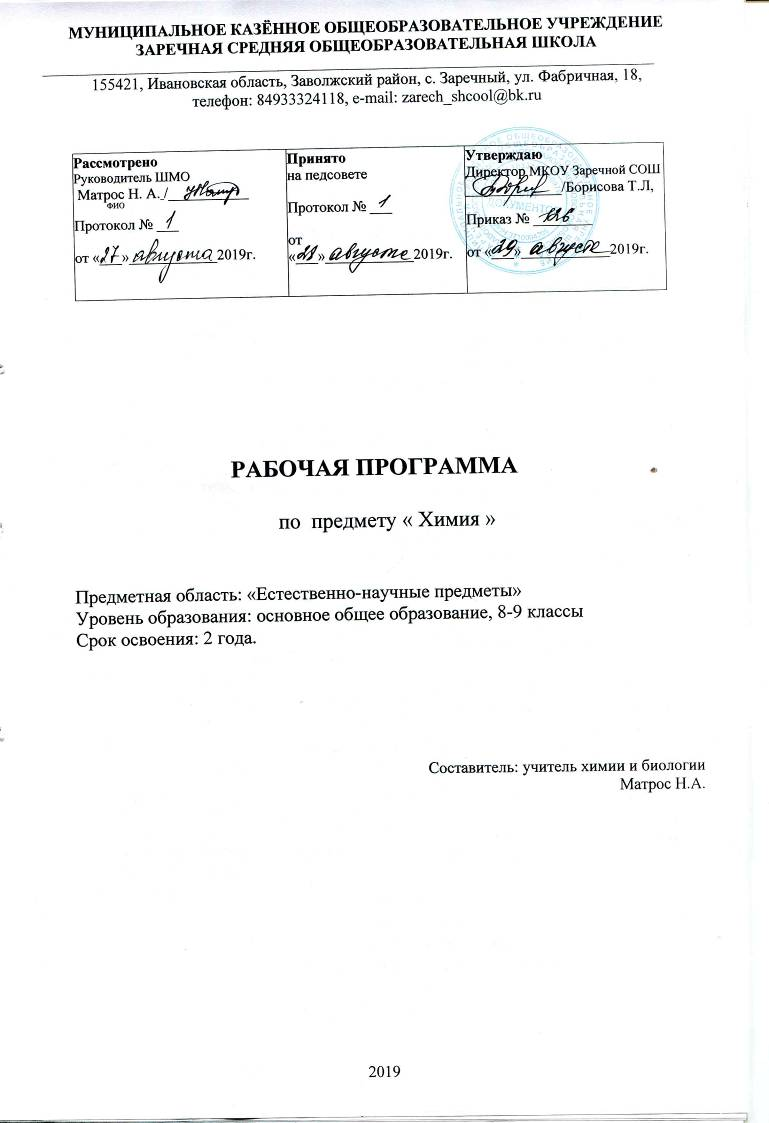 МУНИЦИПАЛЬНОЕ КАЗЁННОЕ ОБЩЕОБРАЗОВАТЕЛЬНОЕ УЧРЕЖДЕНИЕ
ЗАРЕЧНАЯ СРЕДНЯЯ ОБЩЕОБРАЗОВАТЕЛЬНАЯ ШКОЛА
155421, Ивановская область, Заволжский район, с. Заречный, ул. Фабричная, 18,
телефон: 84933324118, e-mail: zarech_shcool@bk.ru
Рассмотрено
Руководитель ШМО
Матрос Н. А. /
ФИО
Протокол № 1
от «27» августа 2019г.
Принято
на педсовете
Протокол № 1
от
«28» августа 2019г.
Утверждаю
Директор МКОУ Заречной СОШ
/Борисова Т.Л,
Приказ № 126
от «29» августа 2019г.
РАБОЧАЯ ПРОГРАММА
по предмету « Химия »
Предметная область: «Естественно-научные предметы»
Уровень образования: основное общее образование, 8-9 классы
Срок освоения: 2 года.
Составитель: учитель химии и биологии
Матрос Н.А.
2019